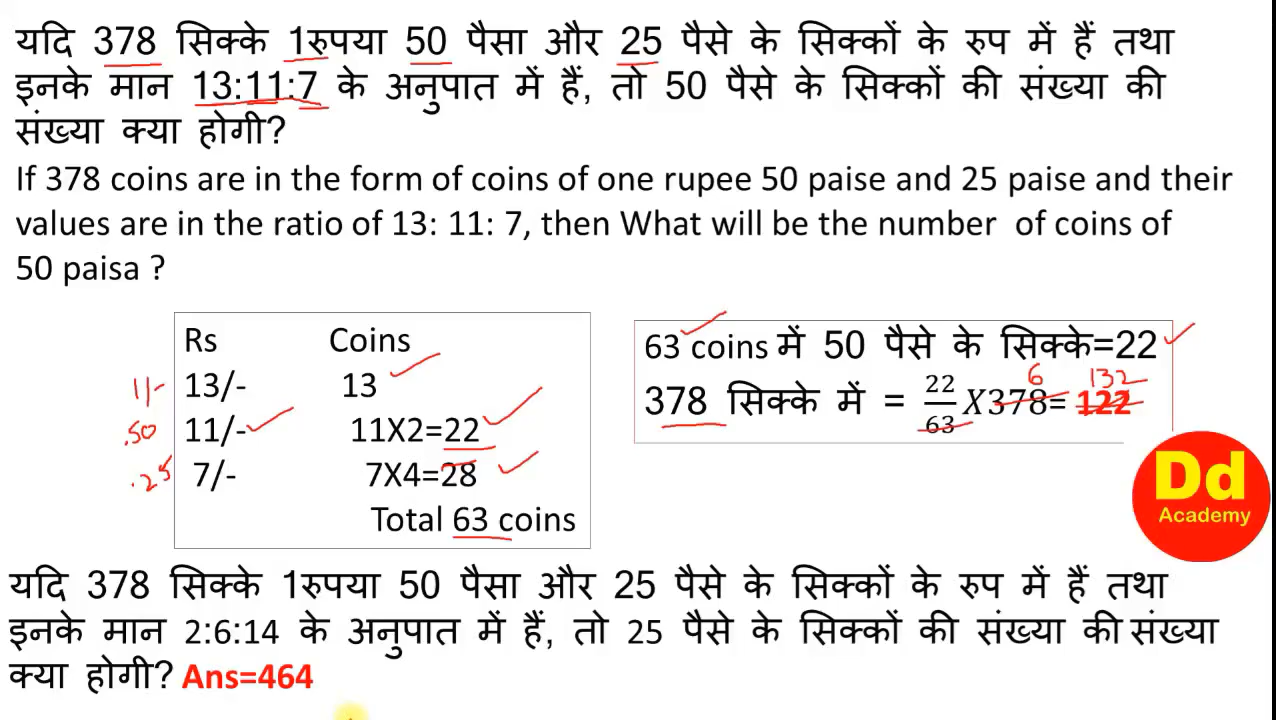 यदि 378 सिक्के 1रुपया 50 पैसा और 25 पैसे के सिक्कों के रुप में हैं तथा
इनके मान 13:11:7 के अनुपात में हैं, तो 50 पैसे के सिक्कों की संख्या की
संख्या क्या होगी?
If 378 coins are in the form of coins of one rupee 50 paise and 25 paise and their
values are in the ratio of 13: 11: 7, then What will be the number of coins of
50 paisa ?
Rs Coins
1/- 13/- 13
.50 11/- 11X2=22
.25 7/- 7X4=28
Total 63 coins
63 coins में 50 पैसे के सिक्के=22
6 132
378 सिक्के में = 22/63 X378= 122
Dd
Academy
यदि 378 सिक्के 1रुपया 50 पैसा और 25 पैसे के सिक्कों के रुप में हैं तथा
इनके मान 2:6:14 के अनुपात में हैं, तो 25 पैसे के सिक्कों की संख्या की संख्या
क्या होगी? Ans=464